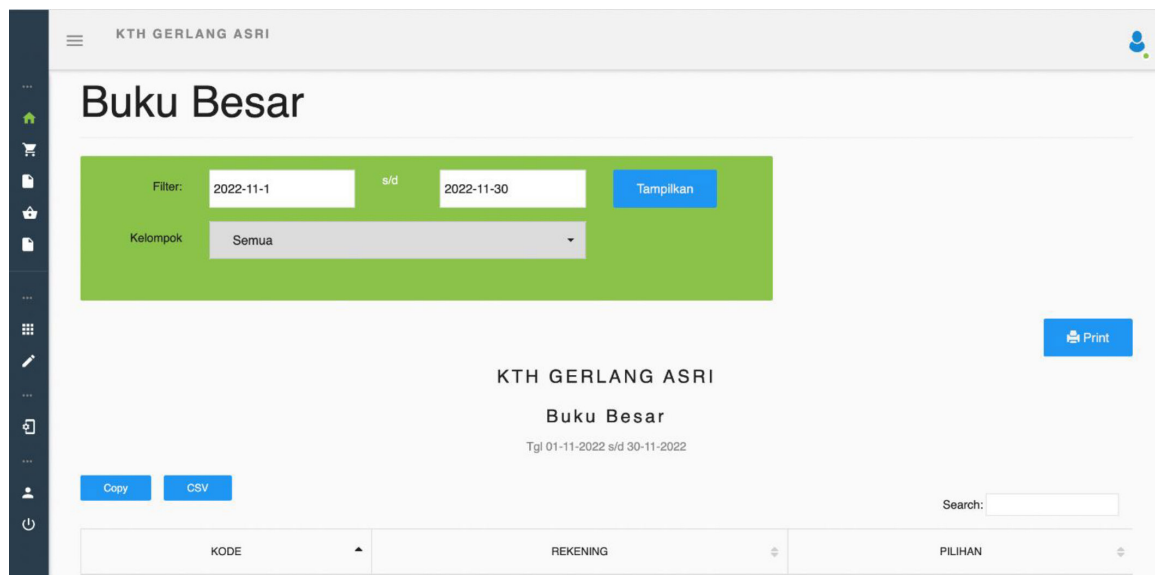 KTH GERLANG ASRI
Buku Besar
Filter: 2022-11-1 s/d 2022-11-30 Tampilkan
Kelompok Semua
Print
KTH GERLANG ASRI
Buku Besar
Tgl 01-11-2022 s/d 30-11-2022
Copy CSV
Search:
KODE REKENING PILIHAN